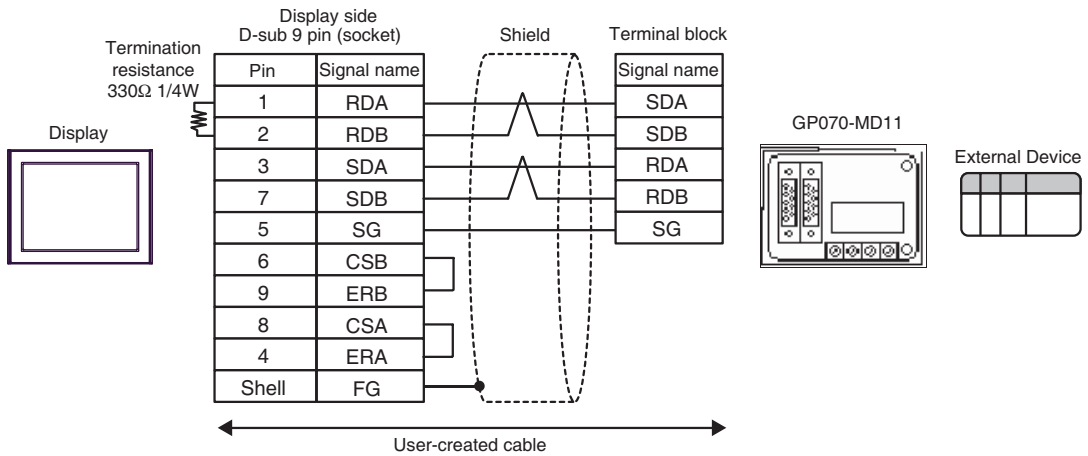 Display side
D-sub 9 pin (socket)
Shield
Terminal block
Termination
resistance
330Ω 1/4W
Pin Signal name
1 RDA
2 RDB
3 SDA
7 SDB
5 SG
6 CSB
9 ERB
8 CSA
4 ERA
Shell FG
Signal name
SDA
SDB
RDA
RDB
SG
Display
GP070-MD11
External Device
User-created cable